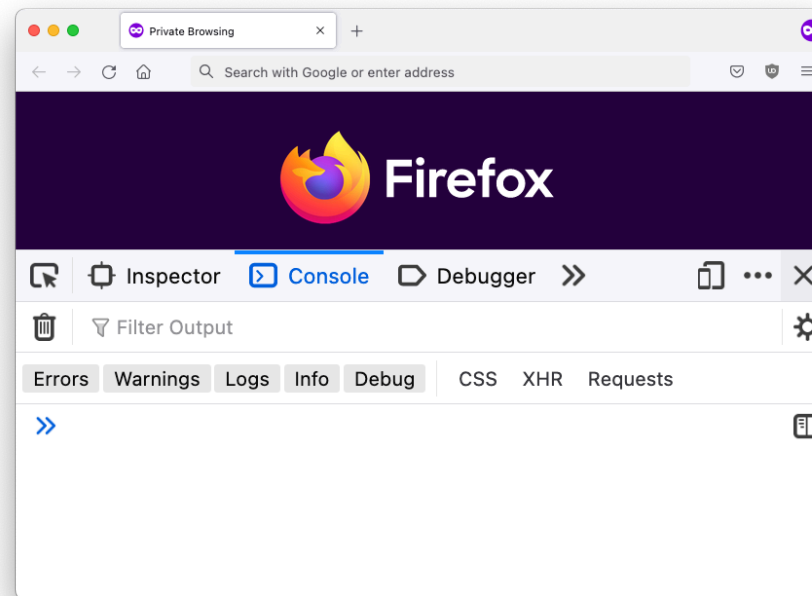 Private Browsing
Search with Google or enter address
Firefox
Inspector Console Debugger
Filter Output
Errors Warnings Logs Info Debug CSS XHR Requests